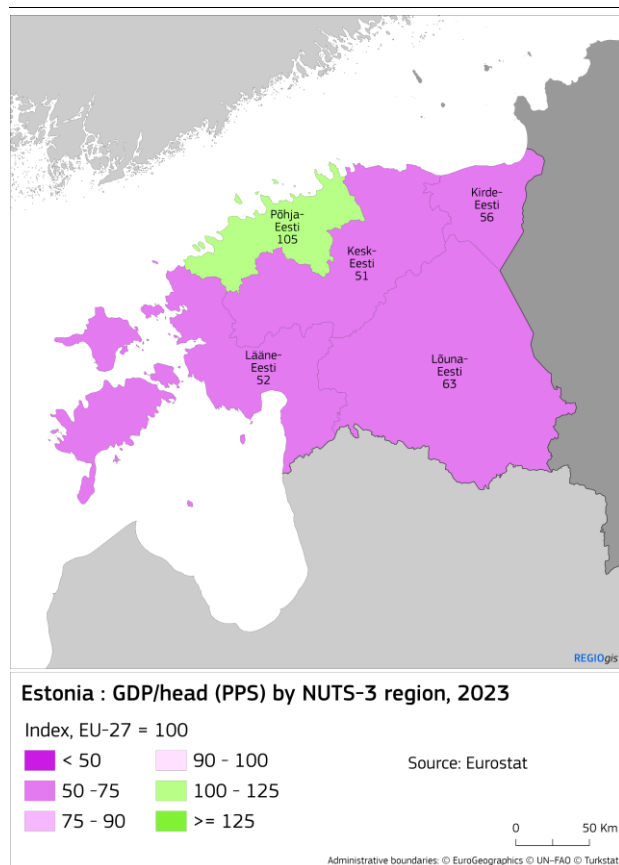 Põhja-
Eesti
105
Kirde-
Eesti
56
Kesk-
Eesti
51
Lääne-
Eesti
52
Lõuna-
Eesti
63
REGIOgis
Estonia : GDP/head (PPS) by NUTS-3 region, 2023
Index, EU-27 = 100
< 50
50 -75
75 - 90
90 - 100
100 - 125
>= 125
Source: Eurostat
0 50 Km
Administrative boundaries: © EuroGeographics © UN-FAO © Turkstat